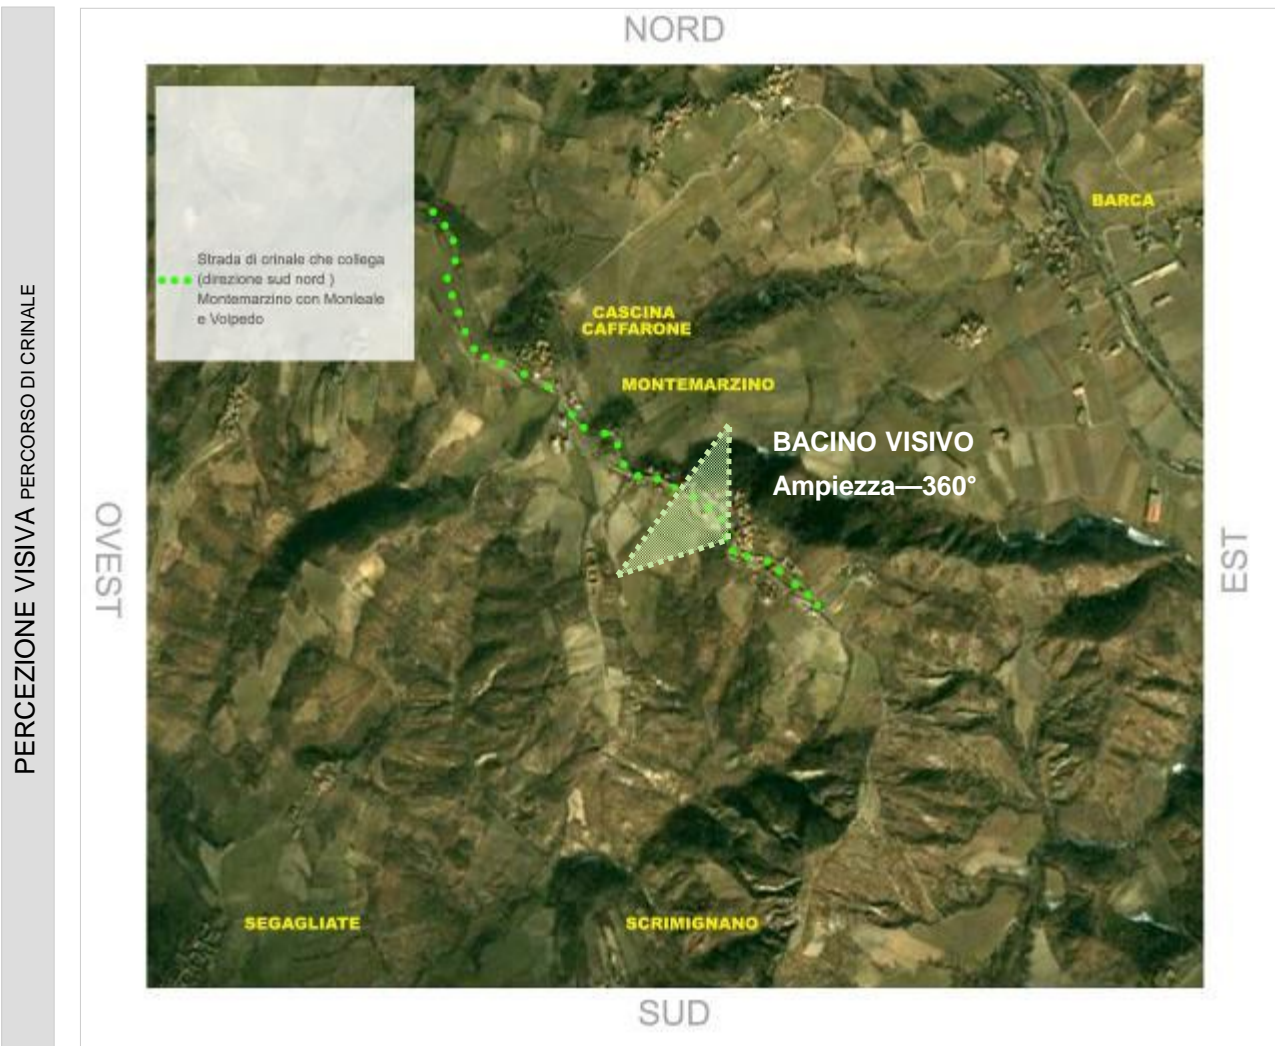 PERCEZIONE VISIVA PERCORSO DI CRINALE
NORD
BARCA
Strada di crinale che collega
(direzione sud nord )
Montemarzino con Monleale
e Volpedo
CASCINA
CAFFARONE
MONTEMARZINO
BACINO VISIVO
Ampiezza—360°
OVEST
EST
SEGAGLIATE
SCRIMIGNANO
SUD